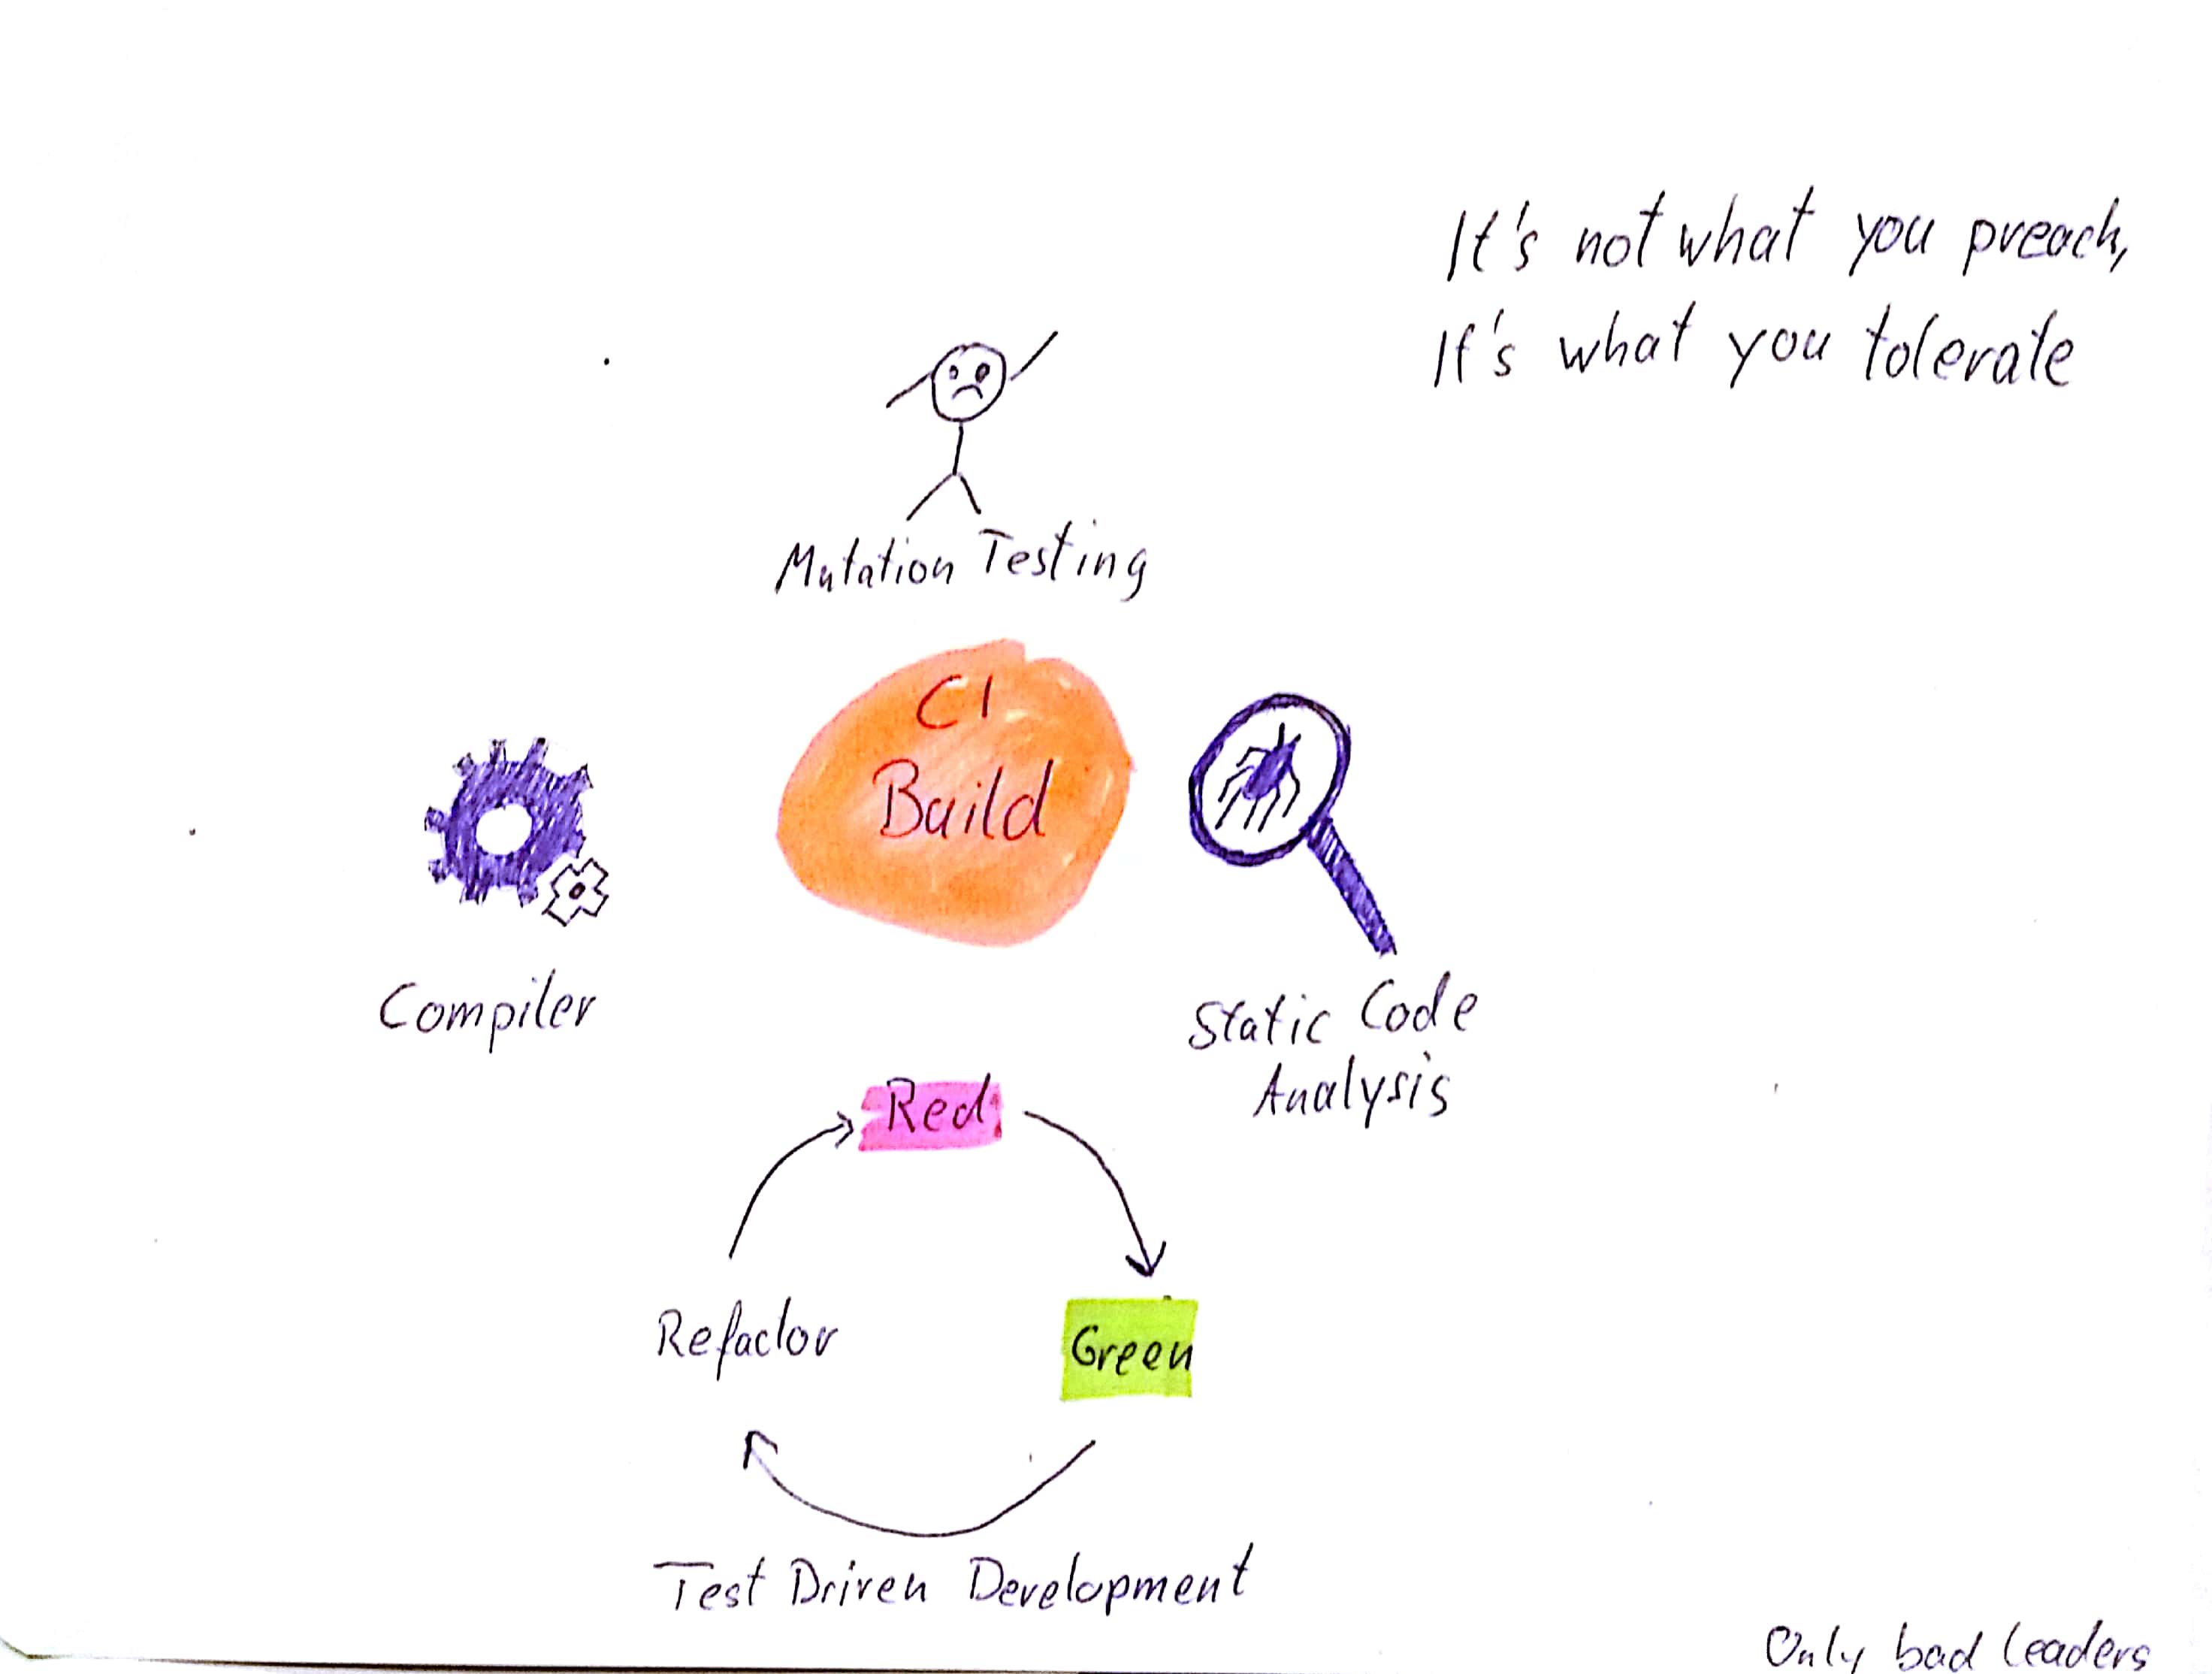 It's not what you preach,
It's what you tolerate
Mutation Testing
CI
Build
Compiler
Static Code
Analysis
Red
Refactor
Green
Test Driven Development
Only bad leaders